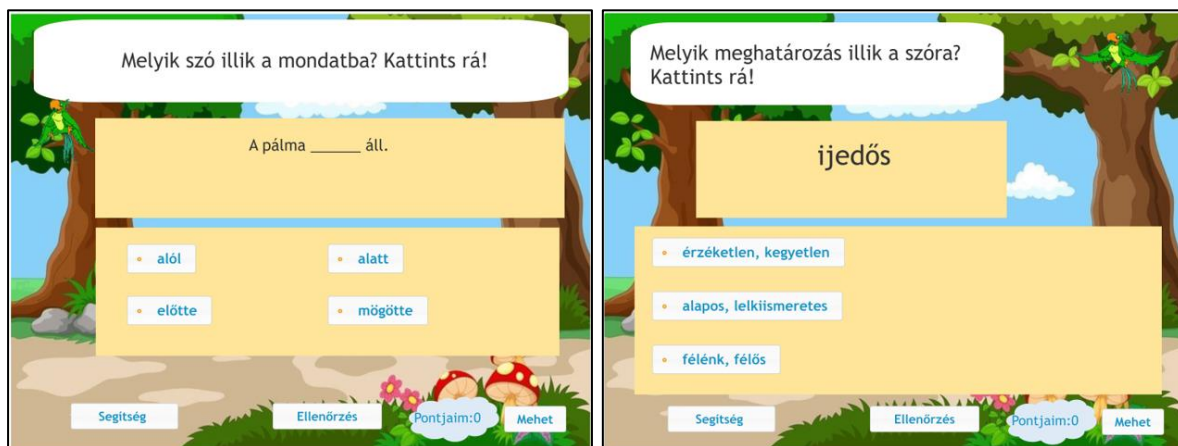 Melyik szó illik a mondatba? Kattints rá!
A pálma ______ áll.
alól
alatt
előtte
mögötte
Segítség
Ellenőrzés
Pontjaim:0
Mehet
Melyik meghatározás illik a szóra?
Kattints rá!
ijedős
érzéketlen, kegyetlen
alapos, lelkiismeretes
félénk, félős
Segítség
Ellenőrzés
Pontjaim:0
Mehet